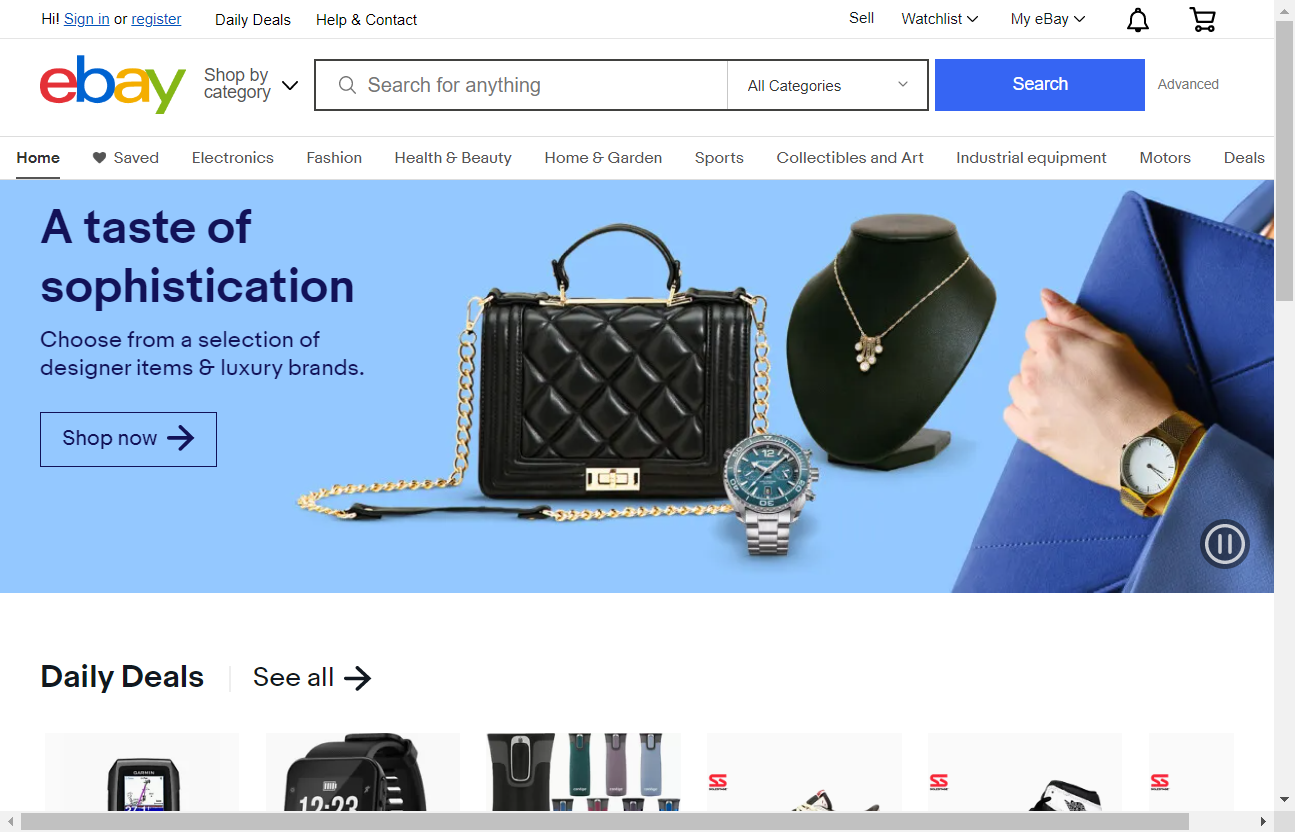 Hi! Sign in or register
Daily Deals
Help & Contact
Sell
Watchlist
My eBay
ebay
Shop by
category
Search for anything
All Categories
Search
Advanced
Home
Saved
Electronics
Fashion
Health & Beauty
Home & Garden
Sports
Collectibles and Art
Industrial equipment
Motors
Deals
A taste of
sophistication
Choose from a selection of
designer items & luxury brands.
Shop now
Daily Deals
See all
GARMIN
12:23
SS
SS
SS